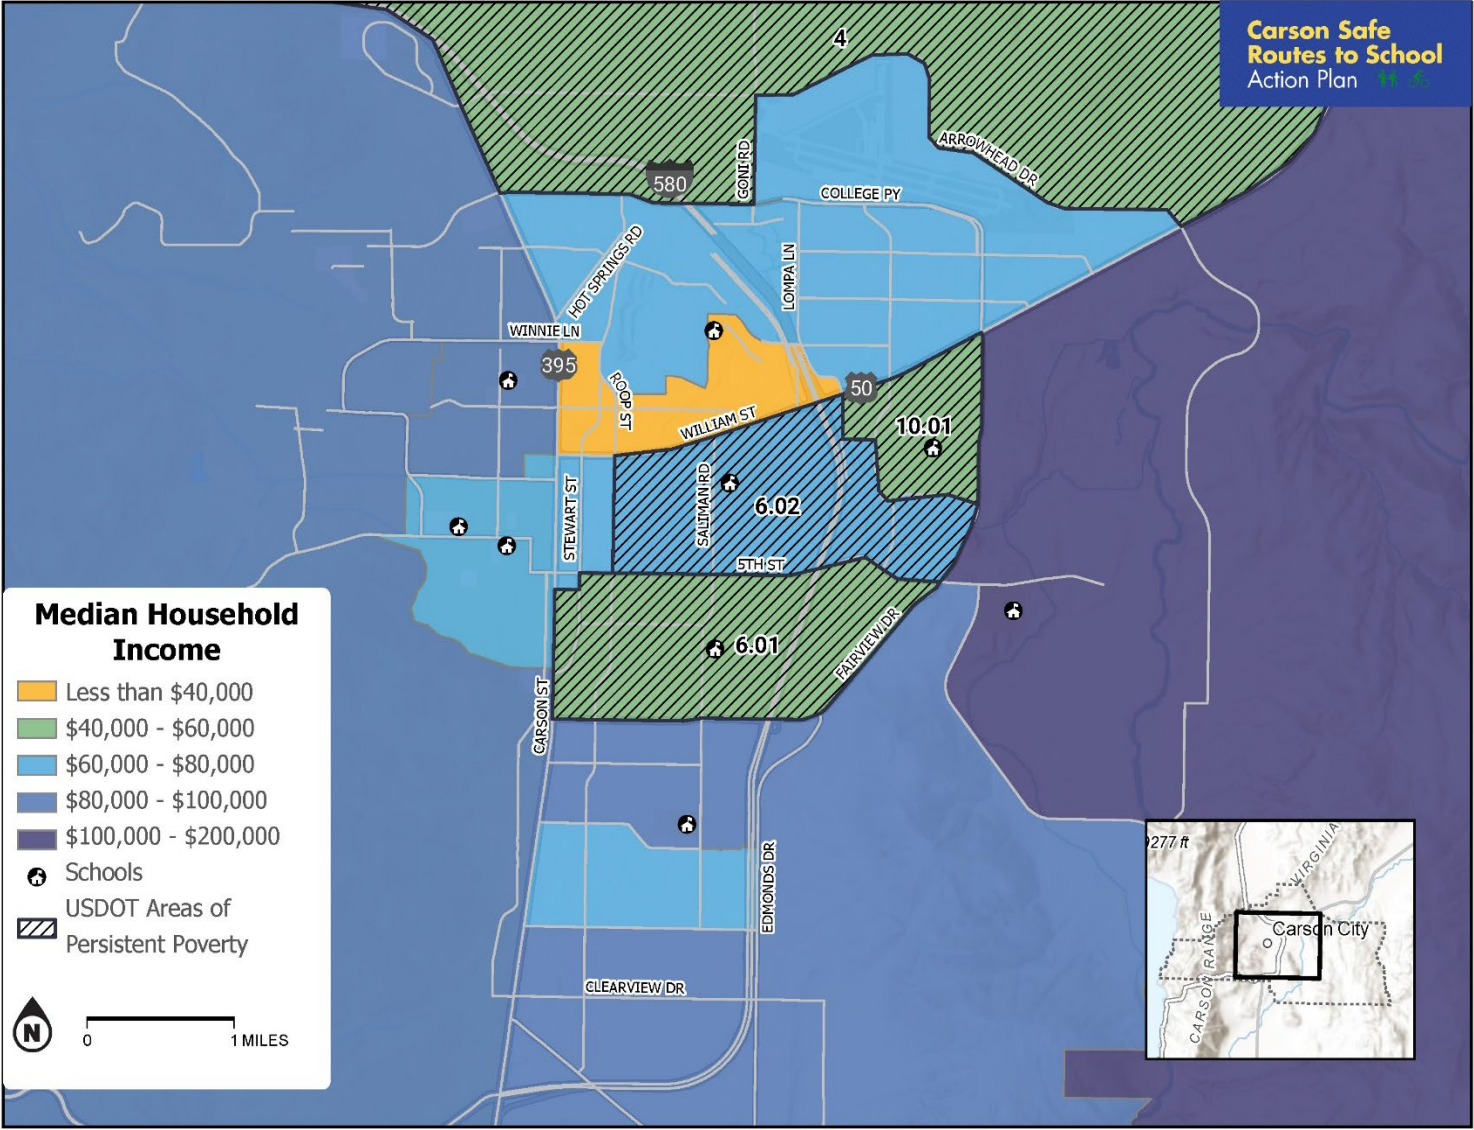 4
Carson Safe
Routes to School
Action Plan
GONI RD
ARROWHEAD DR
580
COLLEGE PY
HOT SPRINGS RD
LOMPA LN
WINNIE LN
395
ROOP ST
50
WILLIAM ST
10.01
STEWART ST
SALIMAN RD
6.02
5TH ST
6.01
FAIRVIEW DR
CARSON ST
EDMONDS DR
CLEARVIEW DR
Median Household
Income
Less than $40,000
$40,000 - $60,000
$60,000 - $80,000
$80,000 - $100,000
$100,000 - $200,000
Schools
USDOT Areas of
Persistent Poverty
N
0
1 MILES
277 ft
VIRGINIA
Carson City
CARSON RANGE